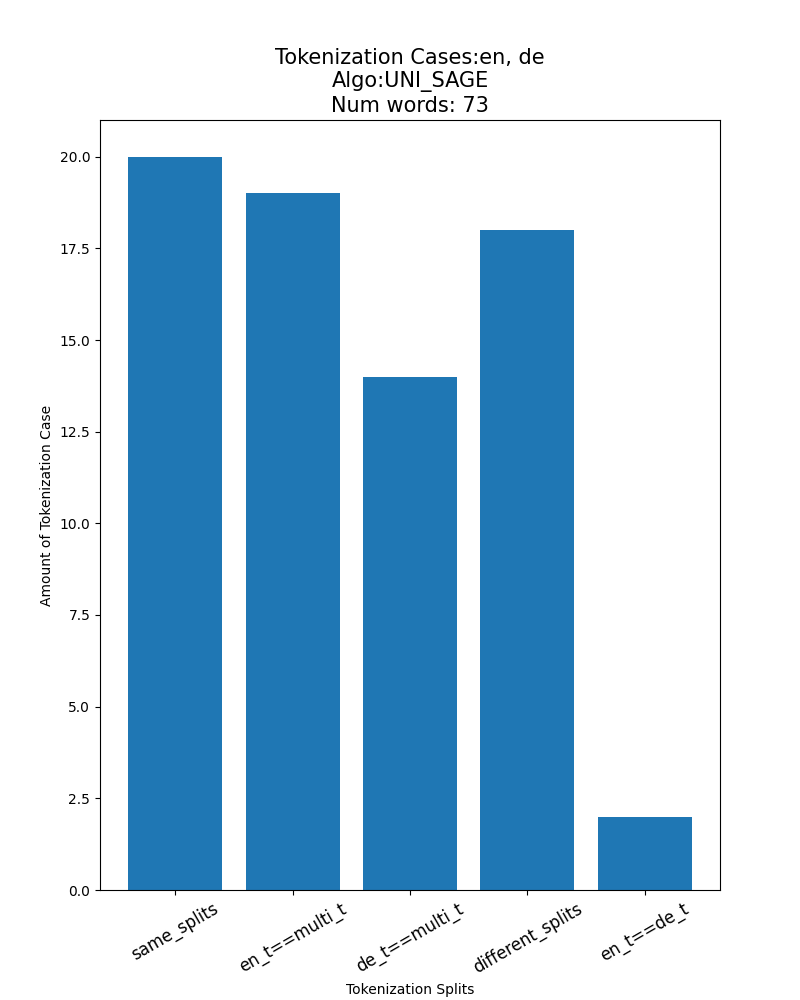 Tokenization Cases:en, de
Algo:UNI_SAGE
Num words: 73
20.0
17.5
15.0
12.5
10.0
7.5
5.0
2.5
0.0
Amount of Tokenization Case
same_splits
en_t==multi_t
de_t==multi_t
different_splits
en_t==de_t
Tokenization Splits